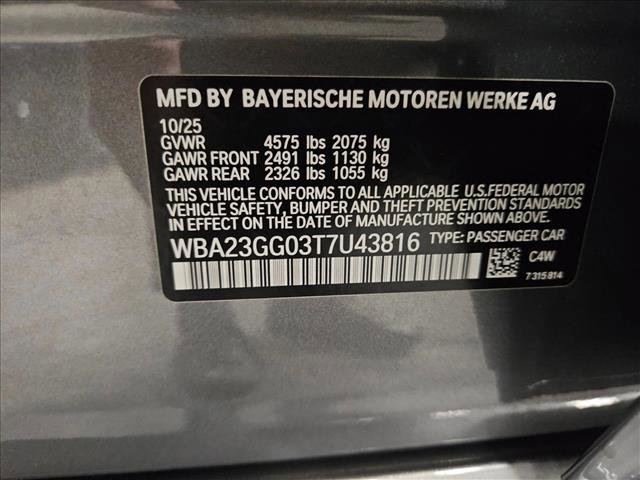 MFD BY BAYERISCHE MOTOREN WERKE AG
10/25
GVWR 4575 lbs 2075 kg
GAWR FRONT 2491 lbs 1130 kg
GAWR REAR 2326 lbs 1055 kg
THIS VEHICLE CONFORMS TO ALL APPLICABLE U.S.FEDERAL MOTOR
VEHICLE SAFETY, BUMPER AND THEFT PREVENTION STANDARDS
IN EFFECT ON THE DATE OF MANUFACTURE SHOWN ABOVE.
WBA23GG03T7U43816 TYPE: PASSENGER CAR
C4W
7315814